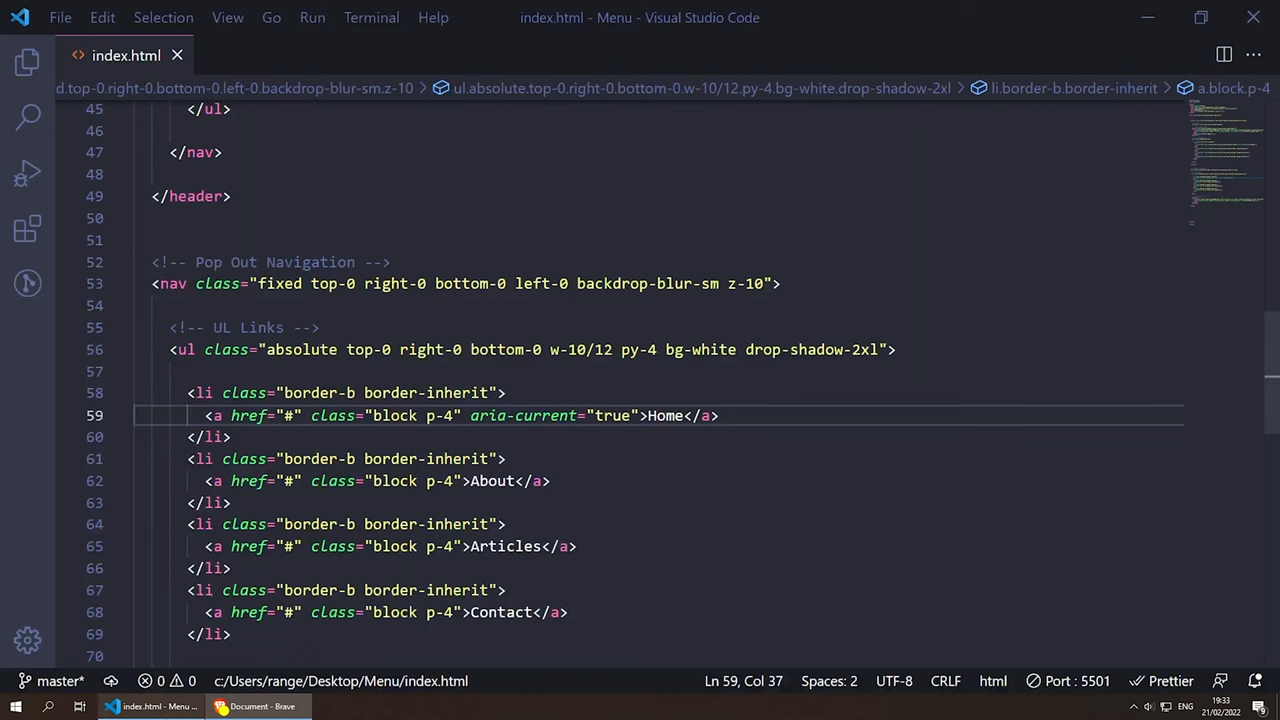 File Edit Selection View Go Run Terminal Help index.html - Menu - Visual Studio Code
index.html
d.top-0.right-0.bottom-0.left-0.backdrop-blur-sm.z-10 ul.absolute.top-0.right-0.bottom-0.w-10/12.py-4.bg-white.drop-shadow-2xl li.border-b.border-inherit a.block.p-4
45 </ul>
46
47 </nav>
48
49 </header>
50
51
52 <!-- Pop Out Navigation -->
53 <nav class="fixed top-0 right-0 bottom-0 left-0 backdrop-blur-sm z-10">
54
55 <!-- UL Links -->
56 <ul class="absolute top-0 right-0 bottom-0 w-10/12 py-4 bg-white drop-shadow-2xl">
57
58 <li class="border-b border-inherit">
59 <a href="#" class="block p-4" aria-current="true">Home</a>
60 </li>
61 <li class="border-b border-inherit">
62 <a href="#" class="block p-4">About</a>
63 </li>
64 <li class="border-b border-inherit">
65 <a href="#" class="block p-4">Articles</a>
66 </li>
67 <li class="border-b border-inherit">
68 <a href="#" class="block p-4">Contact</a>
69 </li>
70
master* 0 0 c:/Users/range/Desktop/Menu/index.html Ln 59, Col 37 Spaces: 2 UTF-8 CRLF html Port : 5501 Prettier
index.html - Menu ... Document - Brave ENG 19:33
21/02/2022